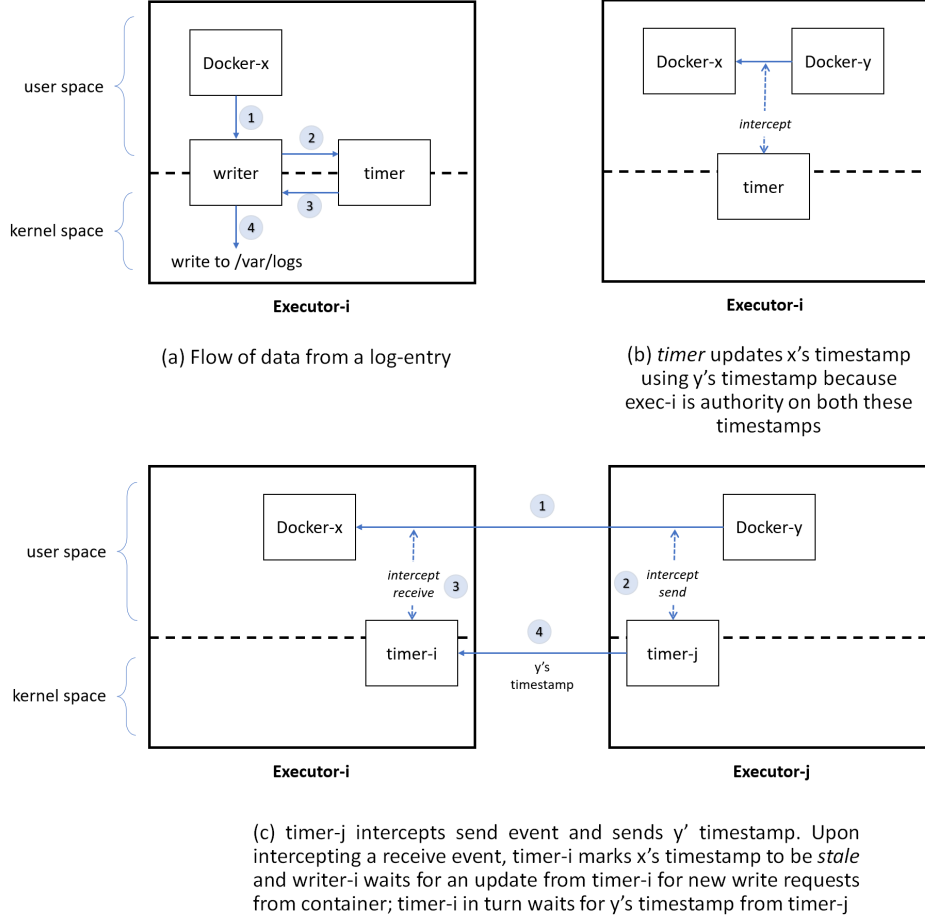 user space
Docker-x
1
2
writer
timer
3
kernel space
4
write to /var/logs
Executor-i
(a) Flow of data from a log-entry
Docker-x
Docker-y
intercept
timer
Executor-i
(b) timer updates x's timestamp
using y's timestamp because
exec-i is authority on both these
timestamps
user space
1
Docker-x
Docker-y
intercept
receive
3
2
intercept
send
4
timer-i
timer-j
y's
timestamp
kernel space
Executor-i
Executor-j
(c) timer-j intercepts send event and sends y' timestamp. Upon
intercepting a receive event, timer-i marks x's timestamp to be stale
and writer-i waits for an update from timer-i for new write requests
from container; timer-i in turn waits for y's timestamp from timer-j